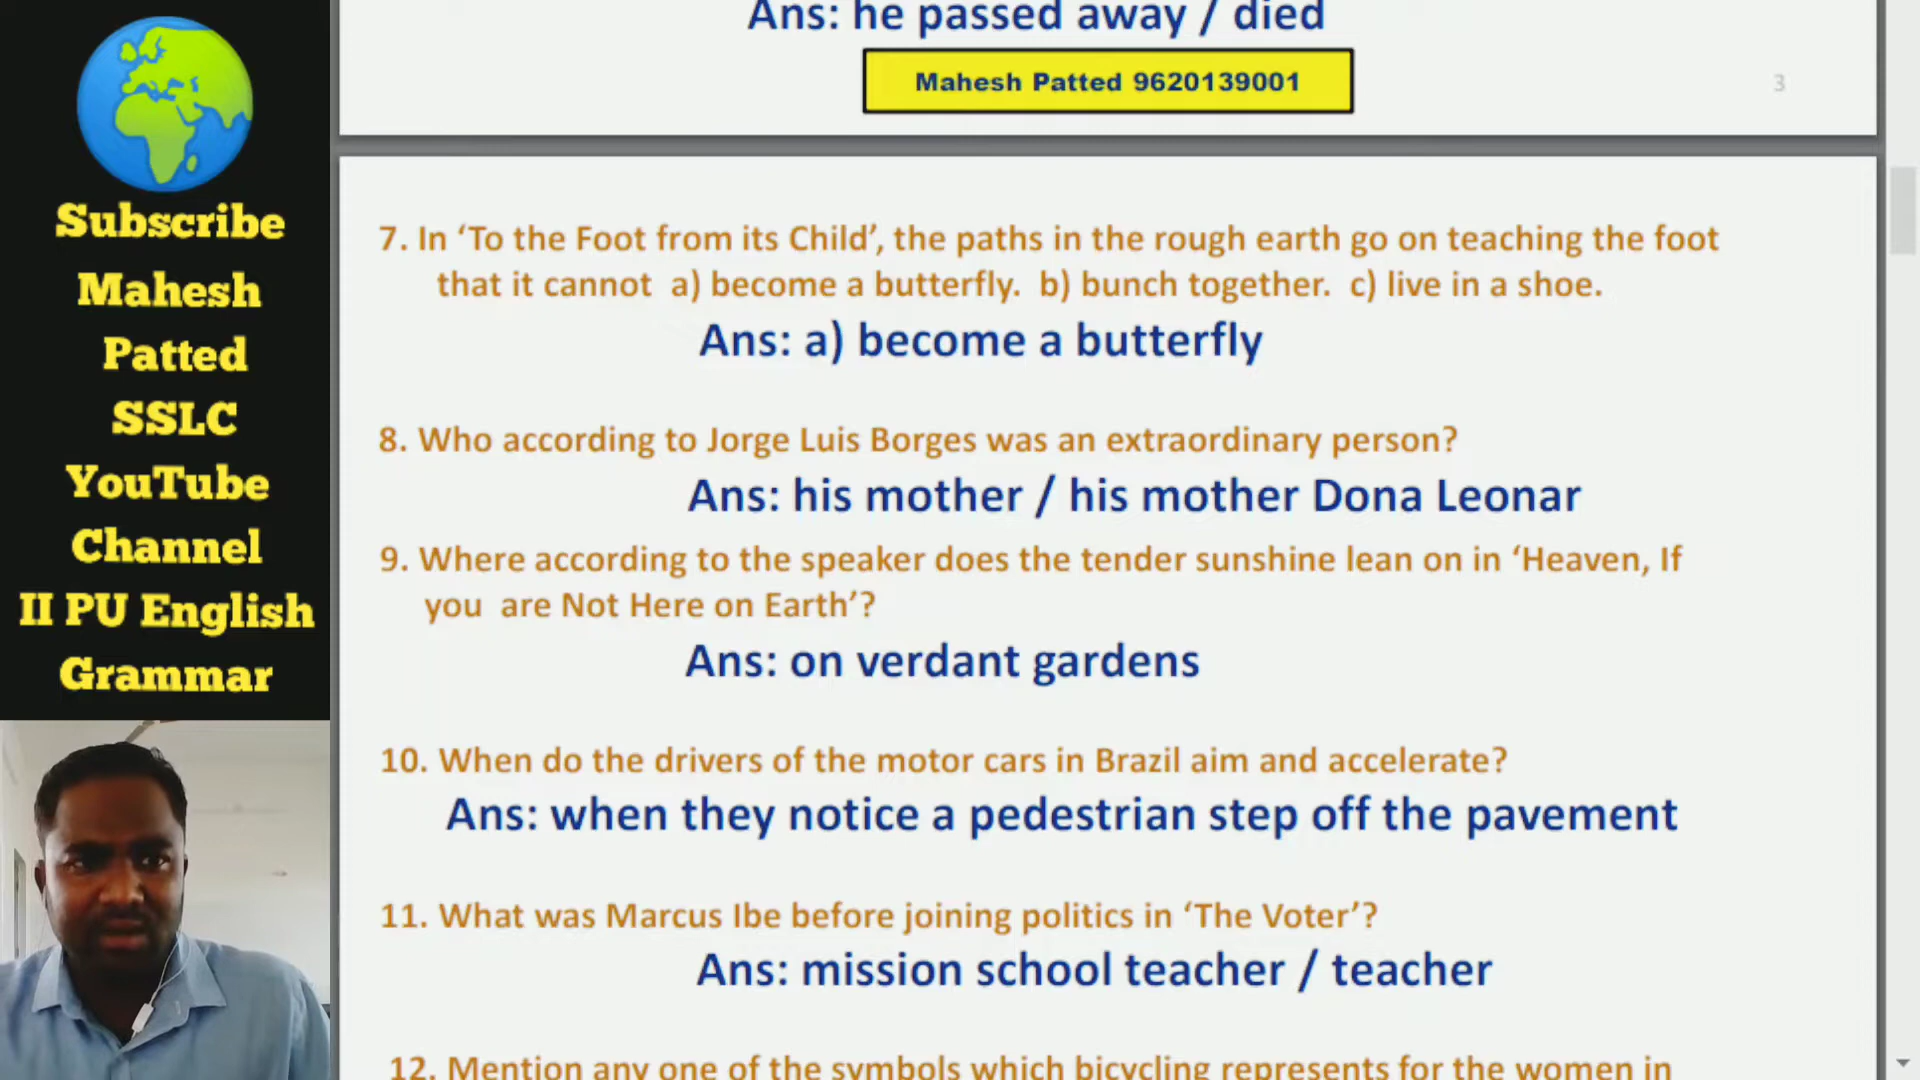 Ans: he passed away / died
Mahesh Patted 9620139001
3
Subscribe
Mahesh
Patted
SSLC
YouTube
Channel
II PU English
Grammar
7. In ‘To the Foot from its Child’, the paths in the rough earth go on teaching the foot
that it cannot a) become a butterfly. b) bunch together. c) live in a shoe.
Ans: a) become a butterfly
8. Who according to Jorge Luis Borges was an extraordinary person?
Ans: his mother / his mother Dona Leonar
9. Where according to the speaker does the tender sunshine lean on in ‘Heaven, If
you are Not Here on Earth’?
Ans: on verdant gardens
10. When do the drivers of the motor cars in Brazil aim and accelerate?
Ans: when they notice a pedestrian step off the pavement
11. What was Marcus Ibe before joining politics in ‘The Voter’?
Ans: mission school teacher / teacher
12. Mention any one of the symbols which bicycling represents for the women in